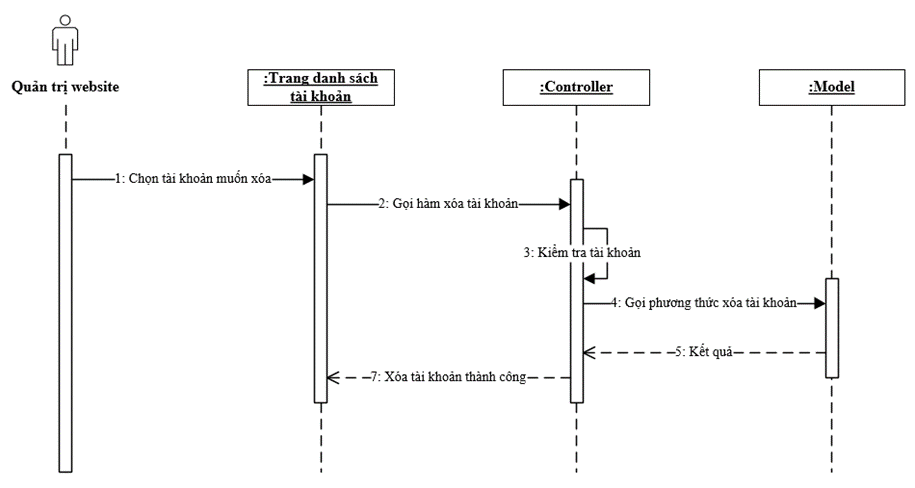 Quản trị website
:Trang danh sách
tài khoản
:Controller
:Model
1: Chọn tài khoản muốn xóa
2: Gọi hàm xóa tài khoản
3: Kiểm tra tài khoản
4: Gọi phương thức xóa tài khoản
5: Kết quả
7: Xóa tài khoản thành công